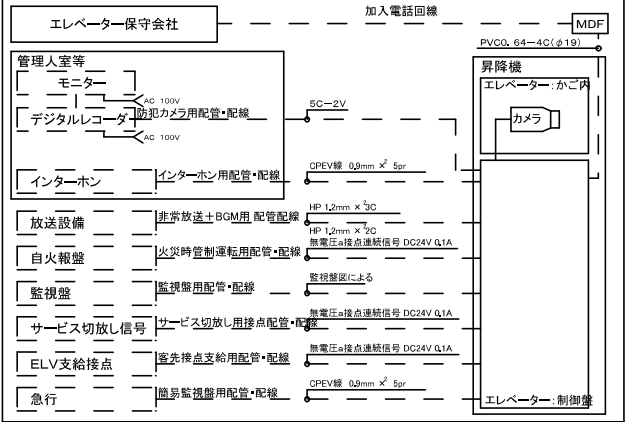 エレベーター保守会社
加入電話回線
MDF
PVC0.64-4C(φ19)
管理人室等
モニター
AC 100V
デジタルレコーダ
防犯カメラ用配管・配線
AC 100V
5C-2V
昇降機
エレベーター:かご内
カメラ
インターホン
インターホン用配管・配線
CPEV線 0.9mm ×² 5pr
放送設備
非常放送+BGM用 配管配線
HP 1.2mm ×²3C
HP 1.2mm ×²2C
自火報盤
火災時管制運転用配管・配線
無電圧a接点連続信号 DC24V 0.1A
監視盤
監視盤用配管・配線
監視盤図による
サービス切放し信号
サービス切放し用接点配管・配線
無電圧a接点連続信号 DC24V 0.1A
ELV支給接点
客先接点支給用配管・配線
無電圧a接点連続信号 DC24V 0.1A
急行
簡易監視盤用配管・配線
CPEV線 0.9mm ×² 5pr
エレベーター:制御盤